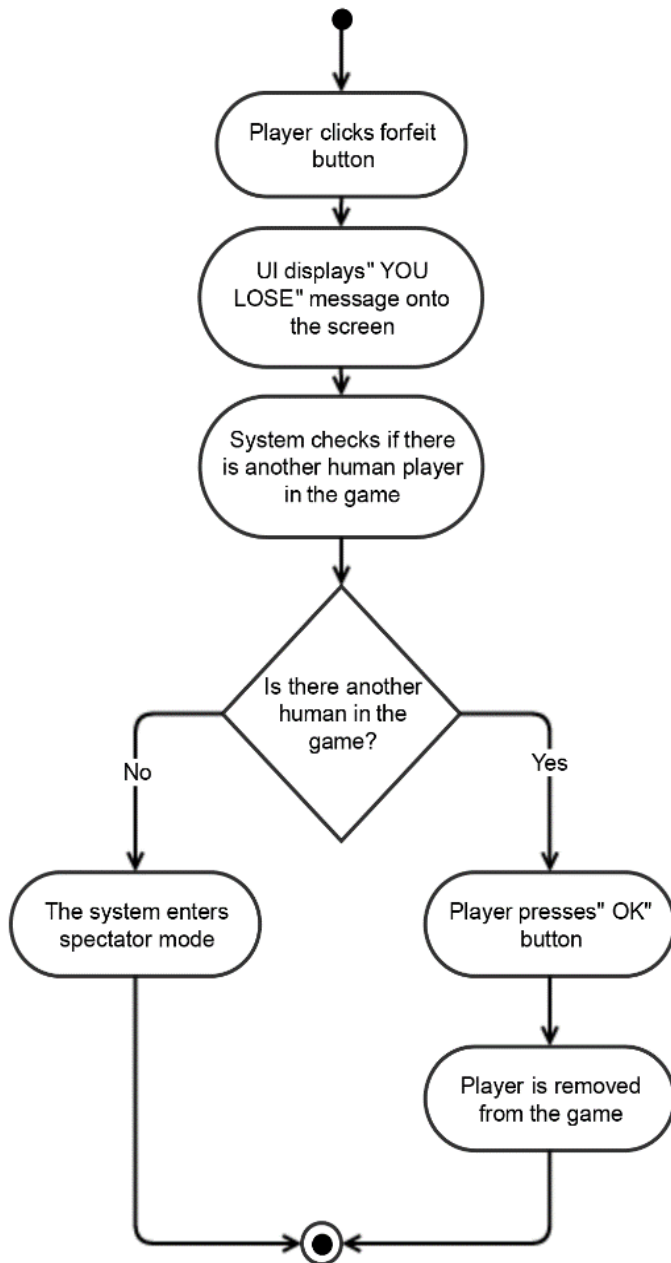 Player clicks forfeit
button
UI displays" YOU
LOSE" message onto
the screen
System checks if there
is another human player
in the game
Is there another
human in the
game?
No
Yes
The system enters
spectator mode
Player presses" OK"
button
Player is removed
from the game